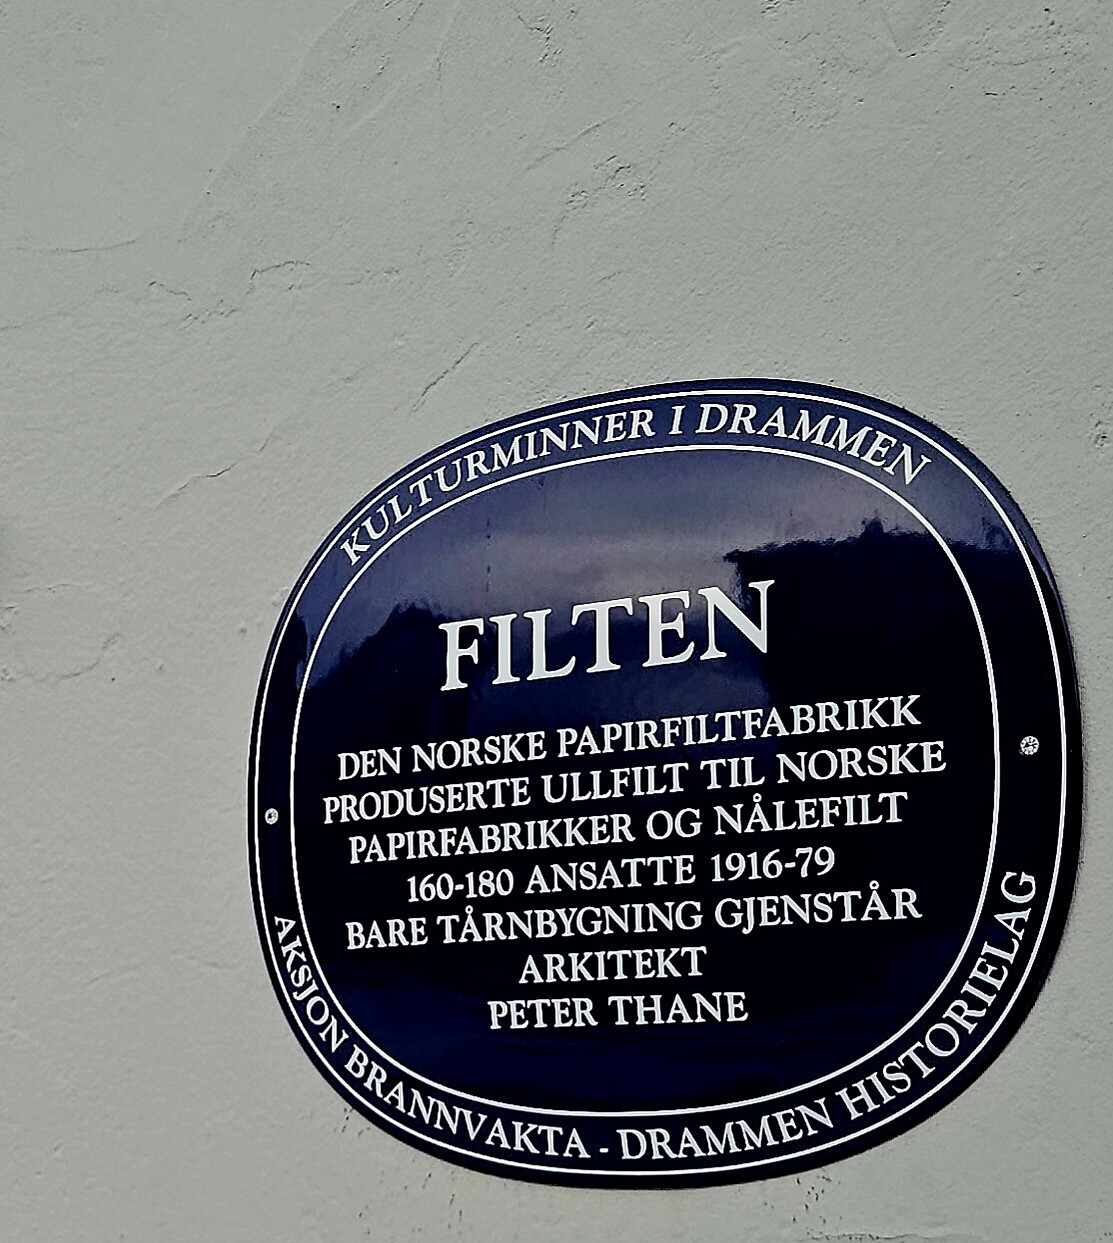 KULTURMINNER I DRAMMEN
FILTEN
DEN NORSKE PAPIRFILTFABRIKK
PRODUSERTE ULLFILT TIL NORSKE
PAPIRFABRIKKER OG NÅLEFILT
160-180 ANSATTE 1916-79
BARE TÅRNBYGNING GJENSTÅR
ARKITEKT
PETER THANE
AKSJON BRANNVAKTA - DRAMMEN HISTORIELAG